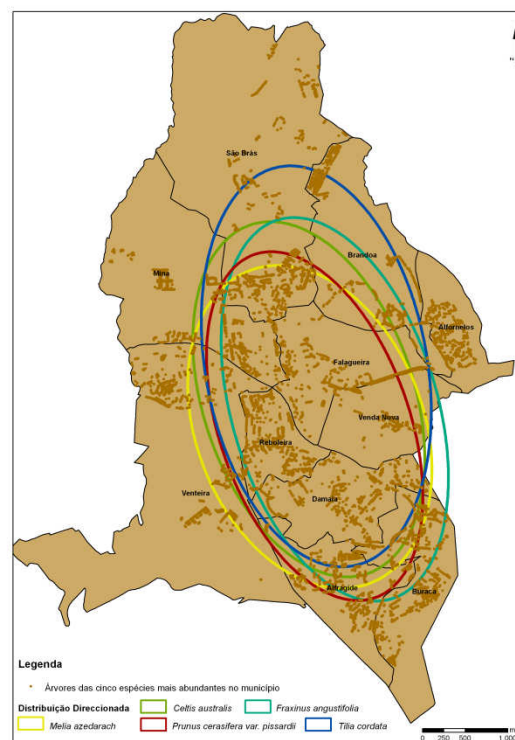 São Brás
Brandoa
Mina
Alfornelos
Falagueira
Venda Nova
Reboleira
Venteira
Damaia
Alfragide
Buraca
Legenda
Árvores das cinco espécies mais abundantes no município
Distribuição Direccionada Celtis australis Fraxinus angustifolia
Melia azedarach Prunus cerasifera var. pissardii Tilia cordata
m
0 250 500 1.000